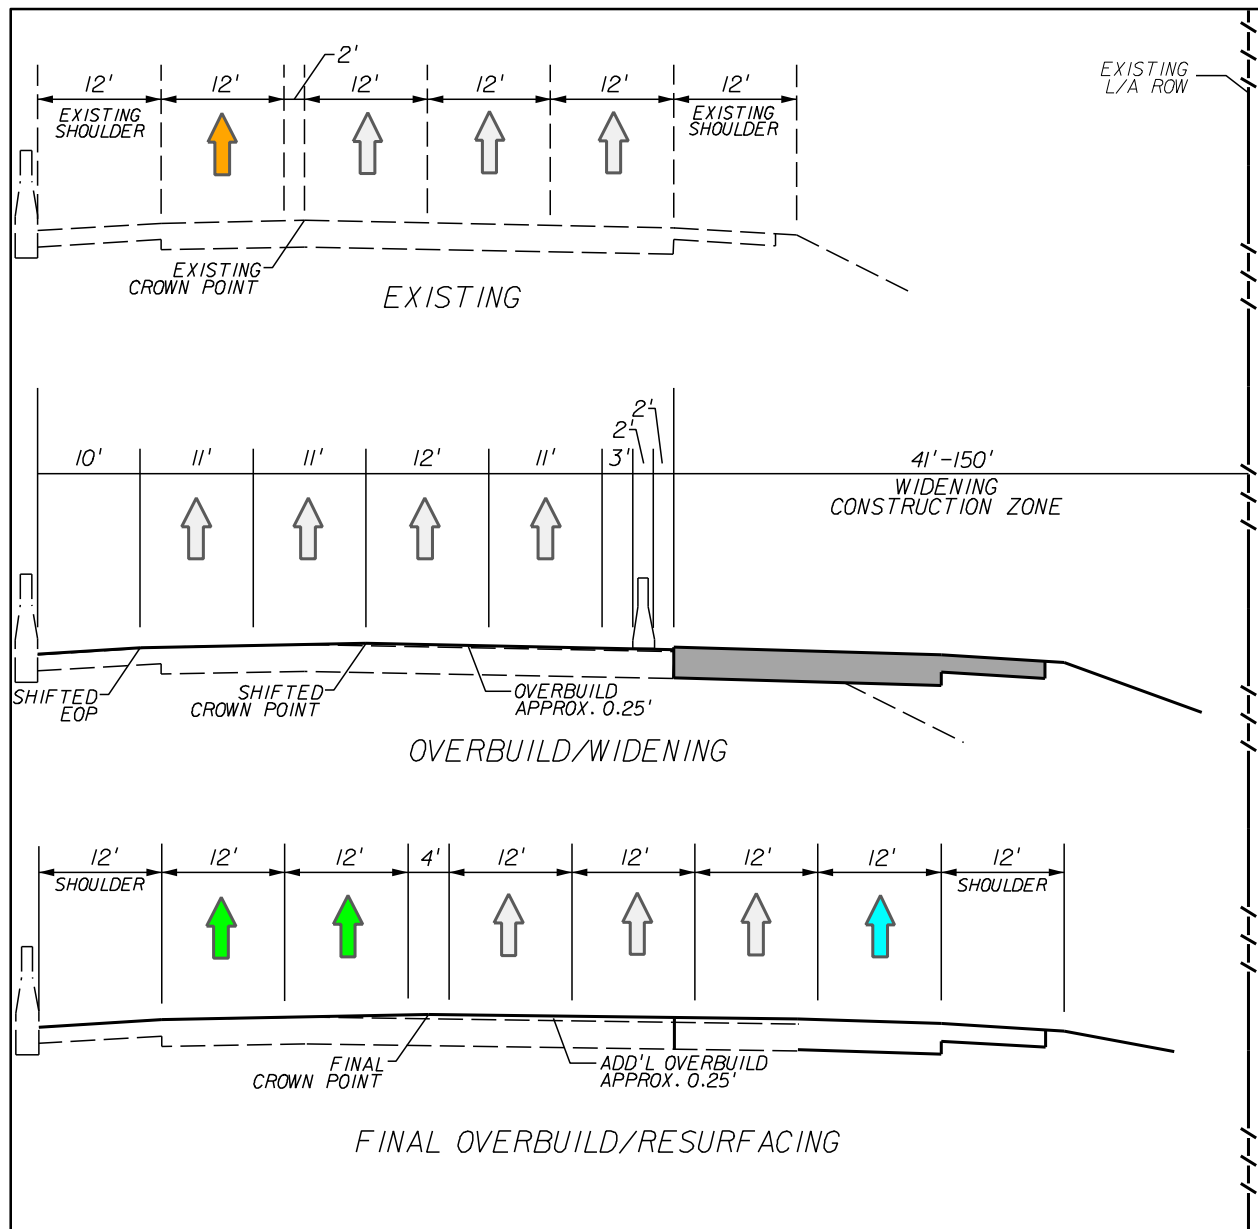 2'
12' 12' 12' 12' 12' 12'
EXISTING
SHOULDER
EXISTING
SHOULDER
EXISTING
L/A ROW
EXISTING
CROWN POINT
EXISTING
2'
2'
10' 11' 11' 12' 11' 3' 41'-150'
WIDENING
CONSTRUCTION ZONE
SHIFTED
EOP
SHIFTED
CROWN POINT
OVERBUILD
APPROX. 0.25'
OVERBUILD/WIDENING
12' 12' 12' 4' 12' 12' 12' 12' 12'
SHOULDER
SHOULDER
FINAL
CROWN POINT
ADD'L OVERBUILD
APPROX. 0.25'
FINAL OVERBUILD/RESURFACING